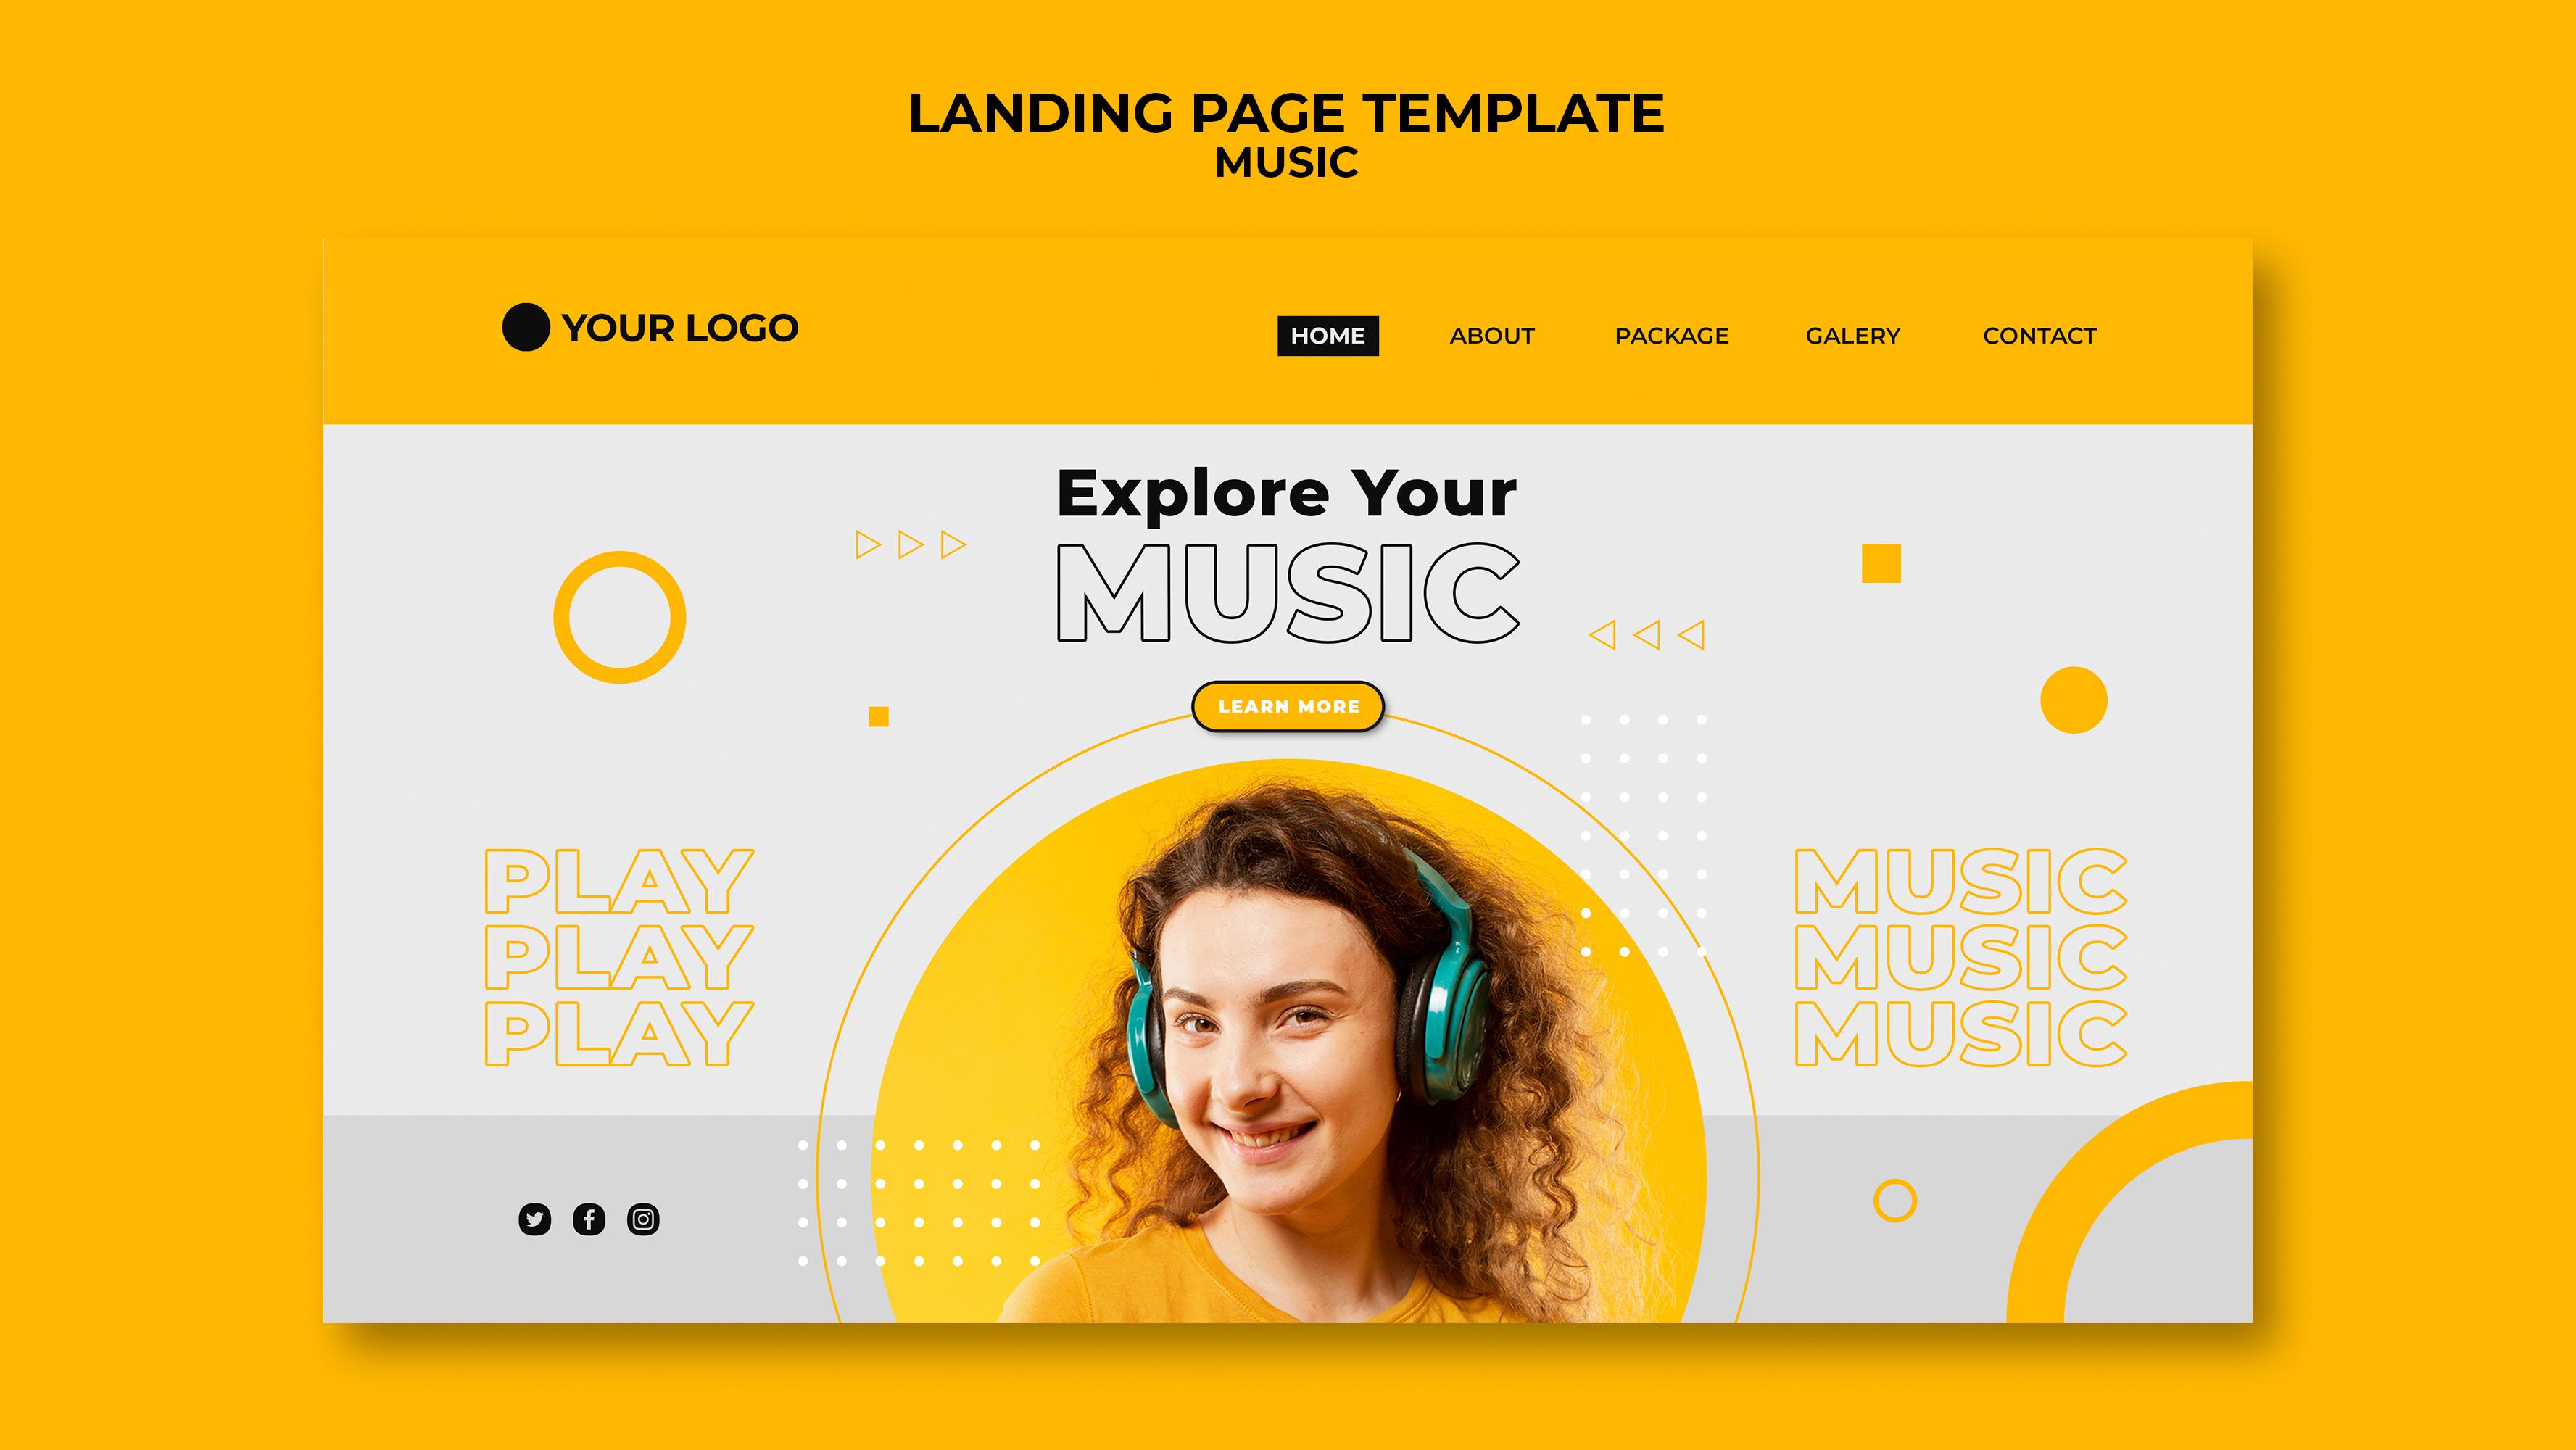 LANDING PAGE TEMPLATE
MUSIC
YOUR LOGO
HOME ABOUT PACKAGE GALERY CONTACT
Explore Your
MUSIC
LEARN MORE
PLAY
PLAY
PLAY
MUSIC
MUSIC
MUSIC